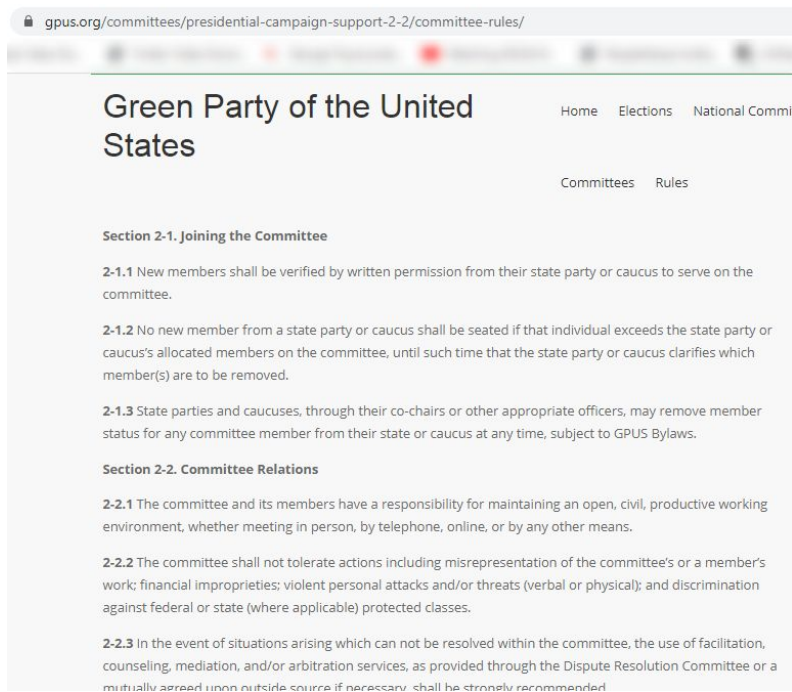 gpus.org/committees/presidential-campaign-support-2-2/committee-rules/
Green Party of the United
States
Home Elections National Commi
Committees Rules
Section 2-1. Joining the Committee
2-1.1 New members shall be verified by written permission from their state party or caucus to serve on the
committee.
2-1.2 No new member from a state party or caucus shall be seated if that individual exceeds the state party or
caucus's allocated members on the committee, until such time that the state party or caucus clarifies which
member(s) are to be removed.
2-1.3 State parties and caucuses, through their co-chairs or other appropriate officers, may remove member
status for any committee member from their state or caucus at any time, subject to GPUS Bylaws.
Section 2-2. Committee Relations
2-2.1 The committee and its members have a responsibility for maintaining an open, civil, productive working
environment, whether meeting in person, by telephone, online, or by any other means.
2-2.2 The committee shall not tolerate actions including misrepresentation of the committee's or a member's
work; financial improprieties; violent personal attacks and/or threats (verbal or physical); and discrimination
against federal or state (where applicable) protected classes.
2-2.3 In the event of situations arising which can not be resolved within the committee, the use of facilitation,
counseling, mediation, and/or arbitration services, as provided through the Dispute Resolution Committee or a
mutually agreed upon outside source if necessary, shall be strongly recommended